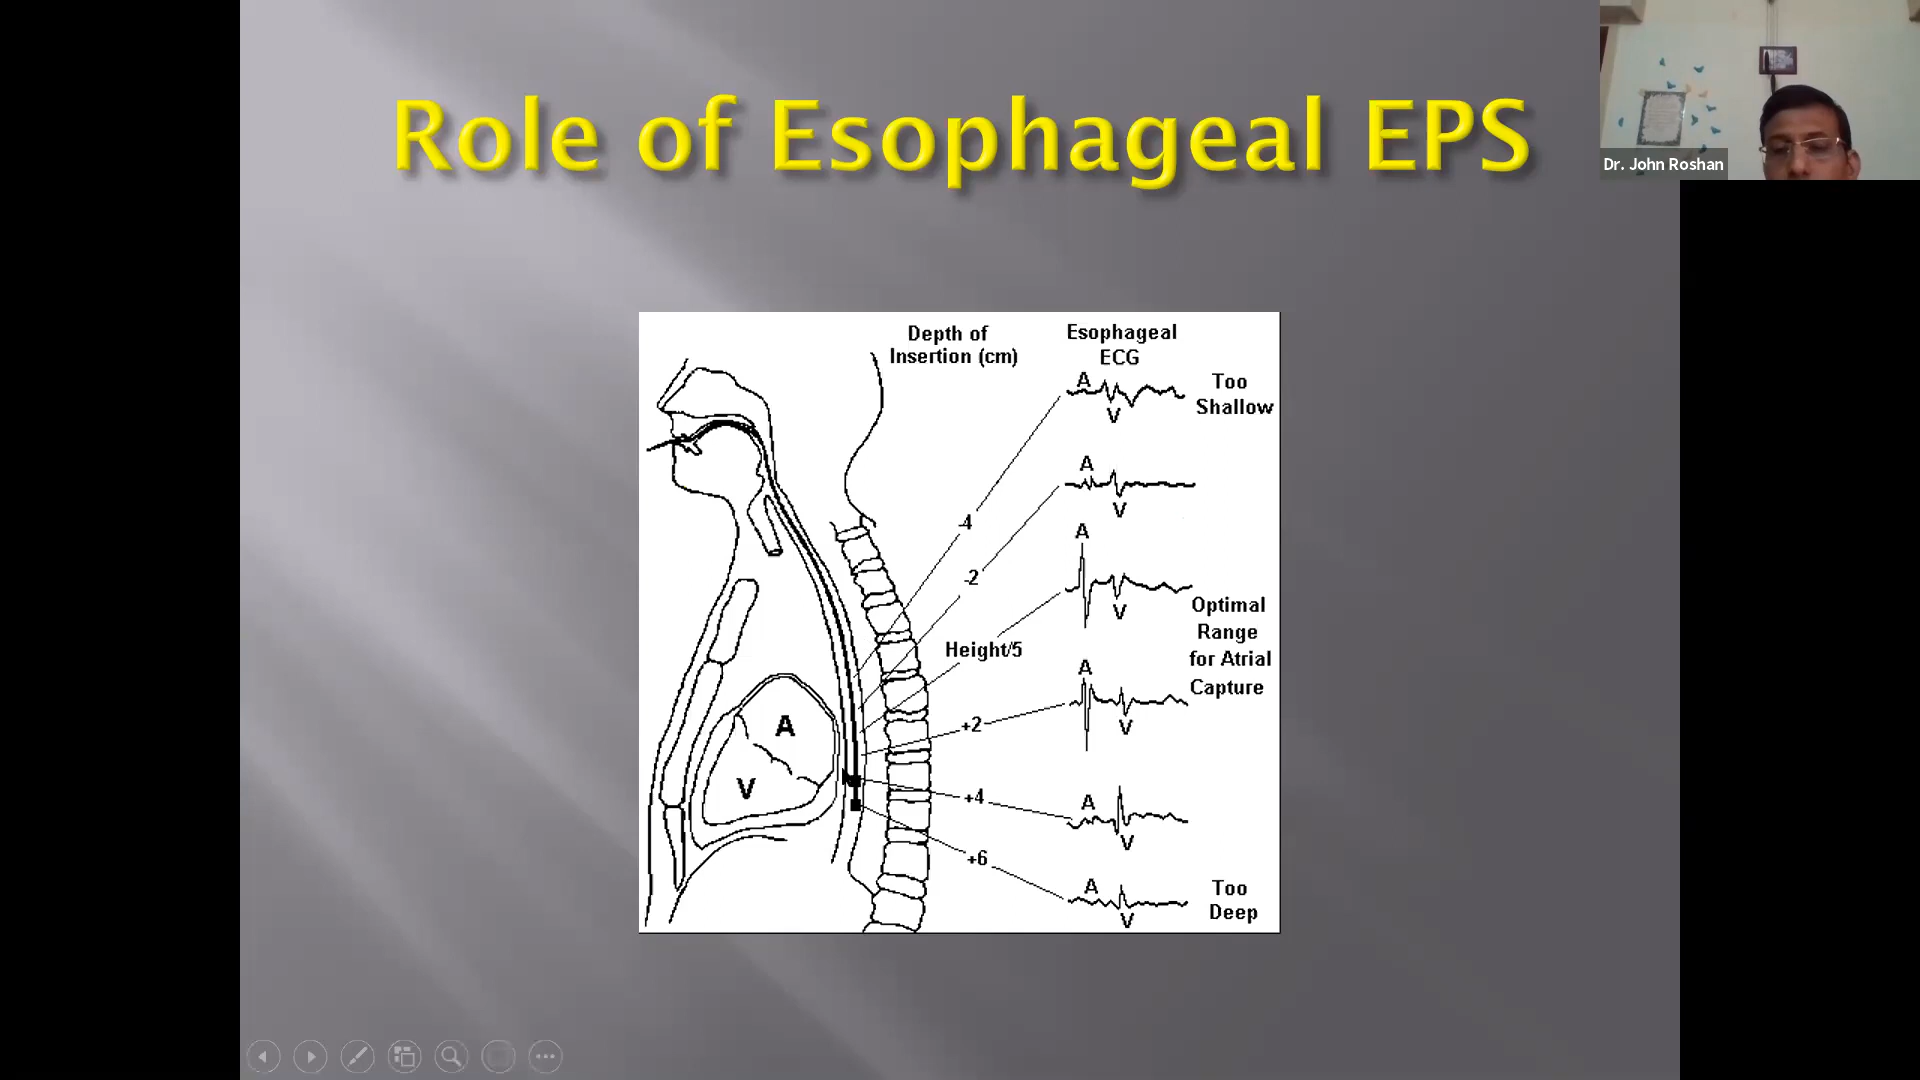 Role of Esophageal EPS
Dr. John Roshan
Depth of
Insertion (cm)
Esophageal
ECG
A
V
Too
Shallow
-4
A
V
-2
A
V
Height/5
Optimal
Range
for Atrial
Capture
A
V
+2
A
V
+4
A
V
+6
A
V
Too
Deep